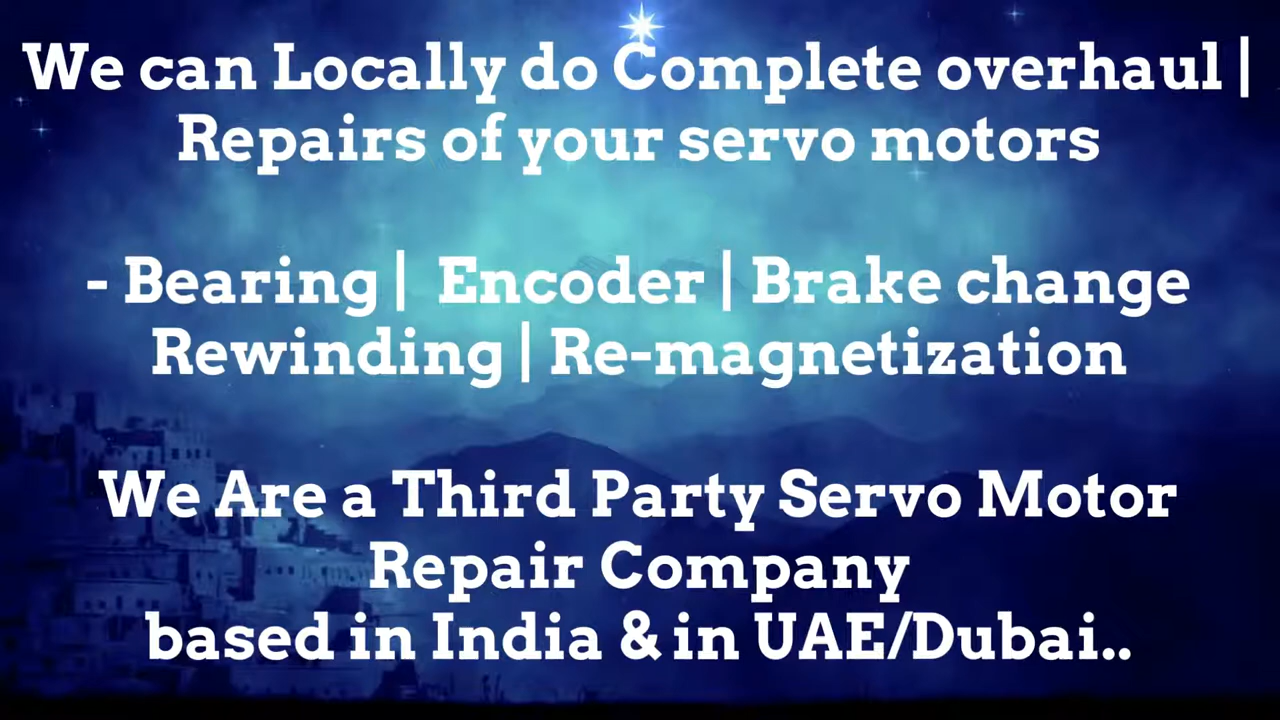 We can Locally do Complete overhaul |
Repairs of your servo motors
- Bearing | Encoder | Brake change
Rewinding | Re-magnetization
We Are a Third Party Servo Motor
Repair Company
based in India & in UAE/Dubai..